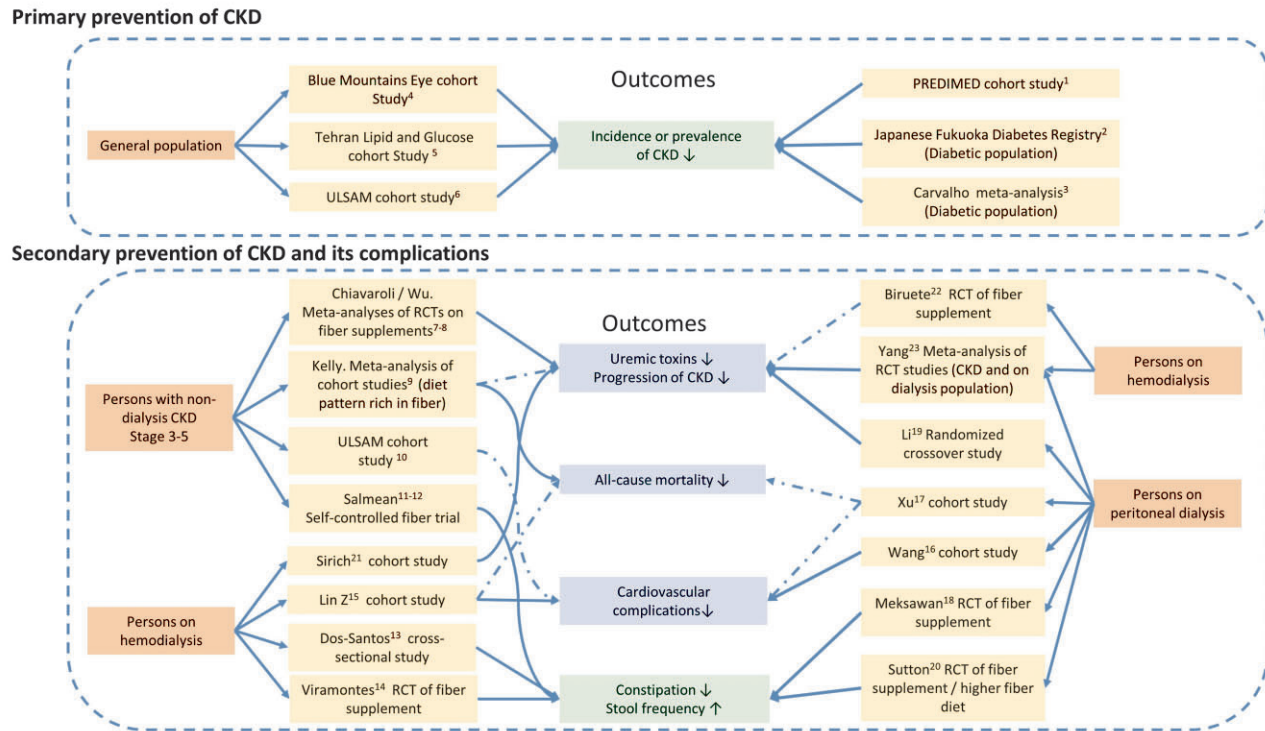 Primary prevention of CKD
General population
Blue Mountains Eye cohort
Study⁴
Tehran Lipid and Glucose
cohort Study ⁵
ULSAM cohort study⁶
Outcomes
Incidence or prevalence
of CKD ↓
PREDIMED cohort study¹
Japanese Fukuoka Diabetes Registry²
(Diabetic population)
Carvalho meta-analysis³
(Diabetic population)
Secondary prevention of CKD and its complications
Persons with non-
dialysis CKD
Stage 3-5
Persons on
hemodialysis
Chiavaroli / Wu.
Meta-analyses of RCTs on
fiber supplements⁷⁻⁸
Kelly. Meta-analysis of
cohort studies⁹ (diet
pattern rich in fiber)
ULSAM cohort
study ¹⁰
Salmean¹¹⁻¹²
Self-controlled fiber trial
Sirich²¹ cohort study
Lin Z¹⁵ cohort study
Dos-Santos¹³ cross-
sectional study
Viramontes¹⁴ RCT of fiber
supplement
Outcomes
Uremic toxins ↓
Progression of CKD ↓
All-cause mortality ↓
Cardiovascular
complications↓
Constipation ↓
Stool frequency ↑
Biruete²² RCT of fiber
supplement
Yang²³ Meta-analysis of
RCT studies (CKD and on
dialysis population)
Li¹⁹ Randomized
crossover study
Xu¹⁷ cohort study
Wang¹⁶ cohort study
Meksawan¹⁸ RCT of fiber
supplement
Sutton²⁰ RCT of fiber
supplement / higher fiber
diet
Persons on
hemodialysis
Persons on
peritoneal dialysis